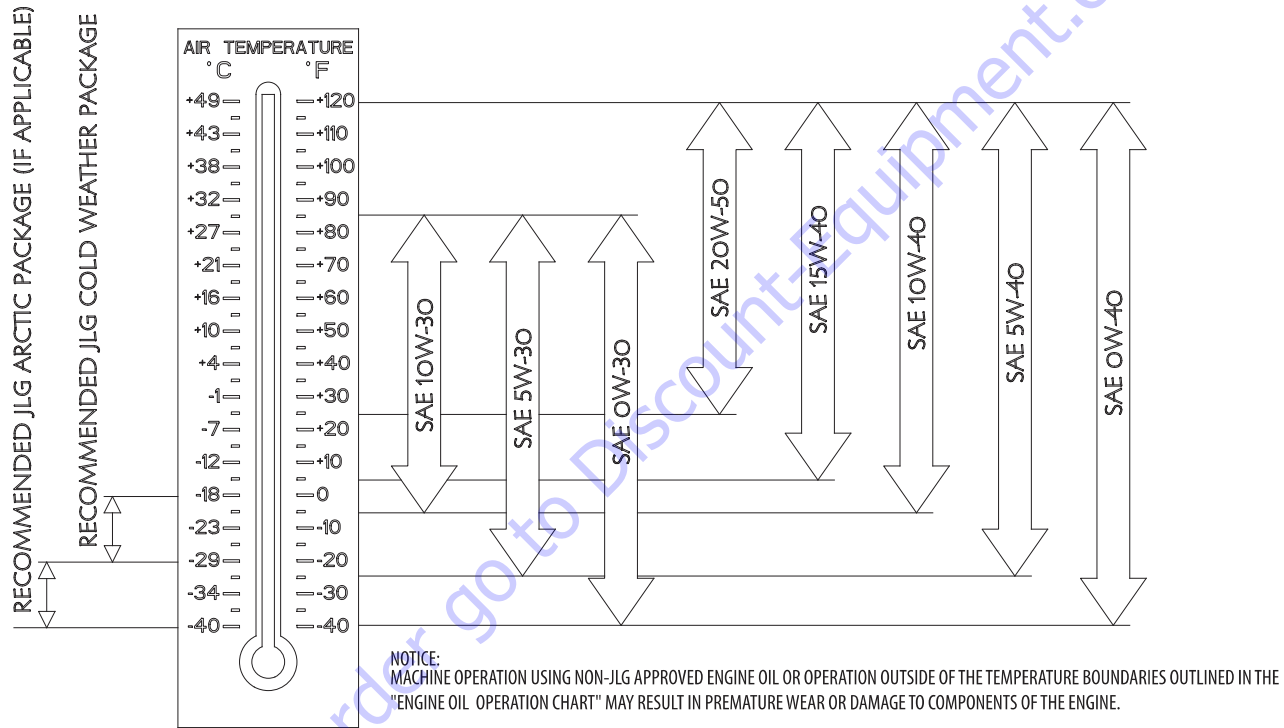 RECOMMENDED JLG ARCTIC PACKAGE (IF APPLICABLE)
RECOMMENDED JLG COLD WEATHER PACKAGE
AIR TEMPERATURE
°C °F
+49 +120
+43 +110
+38 +100
+32 +90
+27 +80
+21 +70
+16 +60
+10 +50
+4 +40
-1 +30
-7 +20
-12 +10
-18 0
-23 -10
-29 -20
-34 -30
-40 -40
SAE 10W-30
SAE 5W-30
SAE 0W-30
SAE 20W-50
SAE 15W-40
SAE 10W-40
SAE 5W-40
SAE 0W-40
NOTICE:
MACHINE OPERATION USING NON-JLG APPROVED ENGINE OIL OR OPERATION OUTSIDE OF THE TEMPERATURE BOUNDARIES OUTLINED IN THE
"ENGINE OIL OPERATION CHART" MAY RESULT IN PREMATURE WEAR OR DAMAGE TO COMPONENTS OF THE ENGINE.
go to Discount-Equipment.